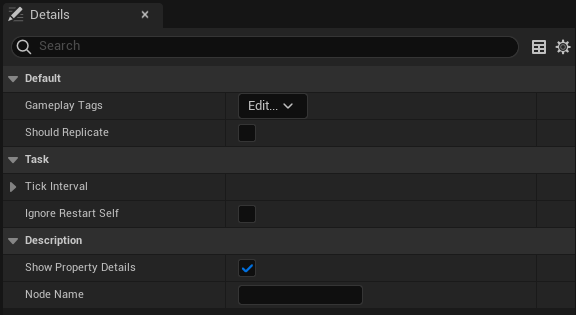 Details
Search
Default
Gameplay Tags Edit...
Should Replicate
Task
Tick Interval
Ignore Restart Self
Description
Show Property Details
Node Name